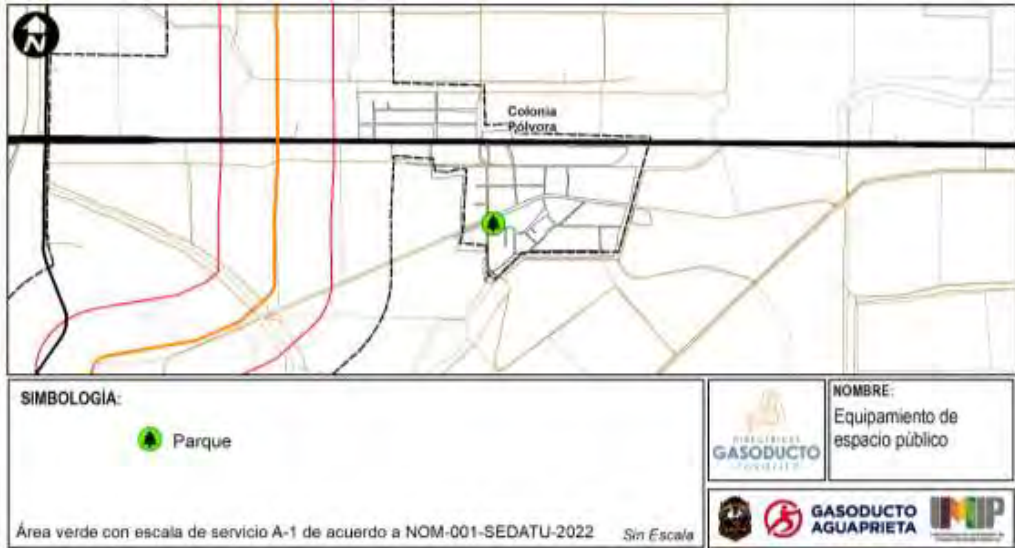 N
Colonia
Pólvora
SIMBOLOGÍA:
Parque
Área verde con escala de servicio A-1 de acuerdo a NOM-001-SEDATU-2022
Sin Escala
GASODUCTO
NOMBRE:
Equipamiento de
espacio público
GASODUCTO
AGUAPRIETA
IMIP